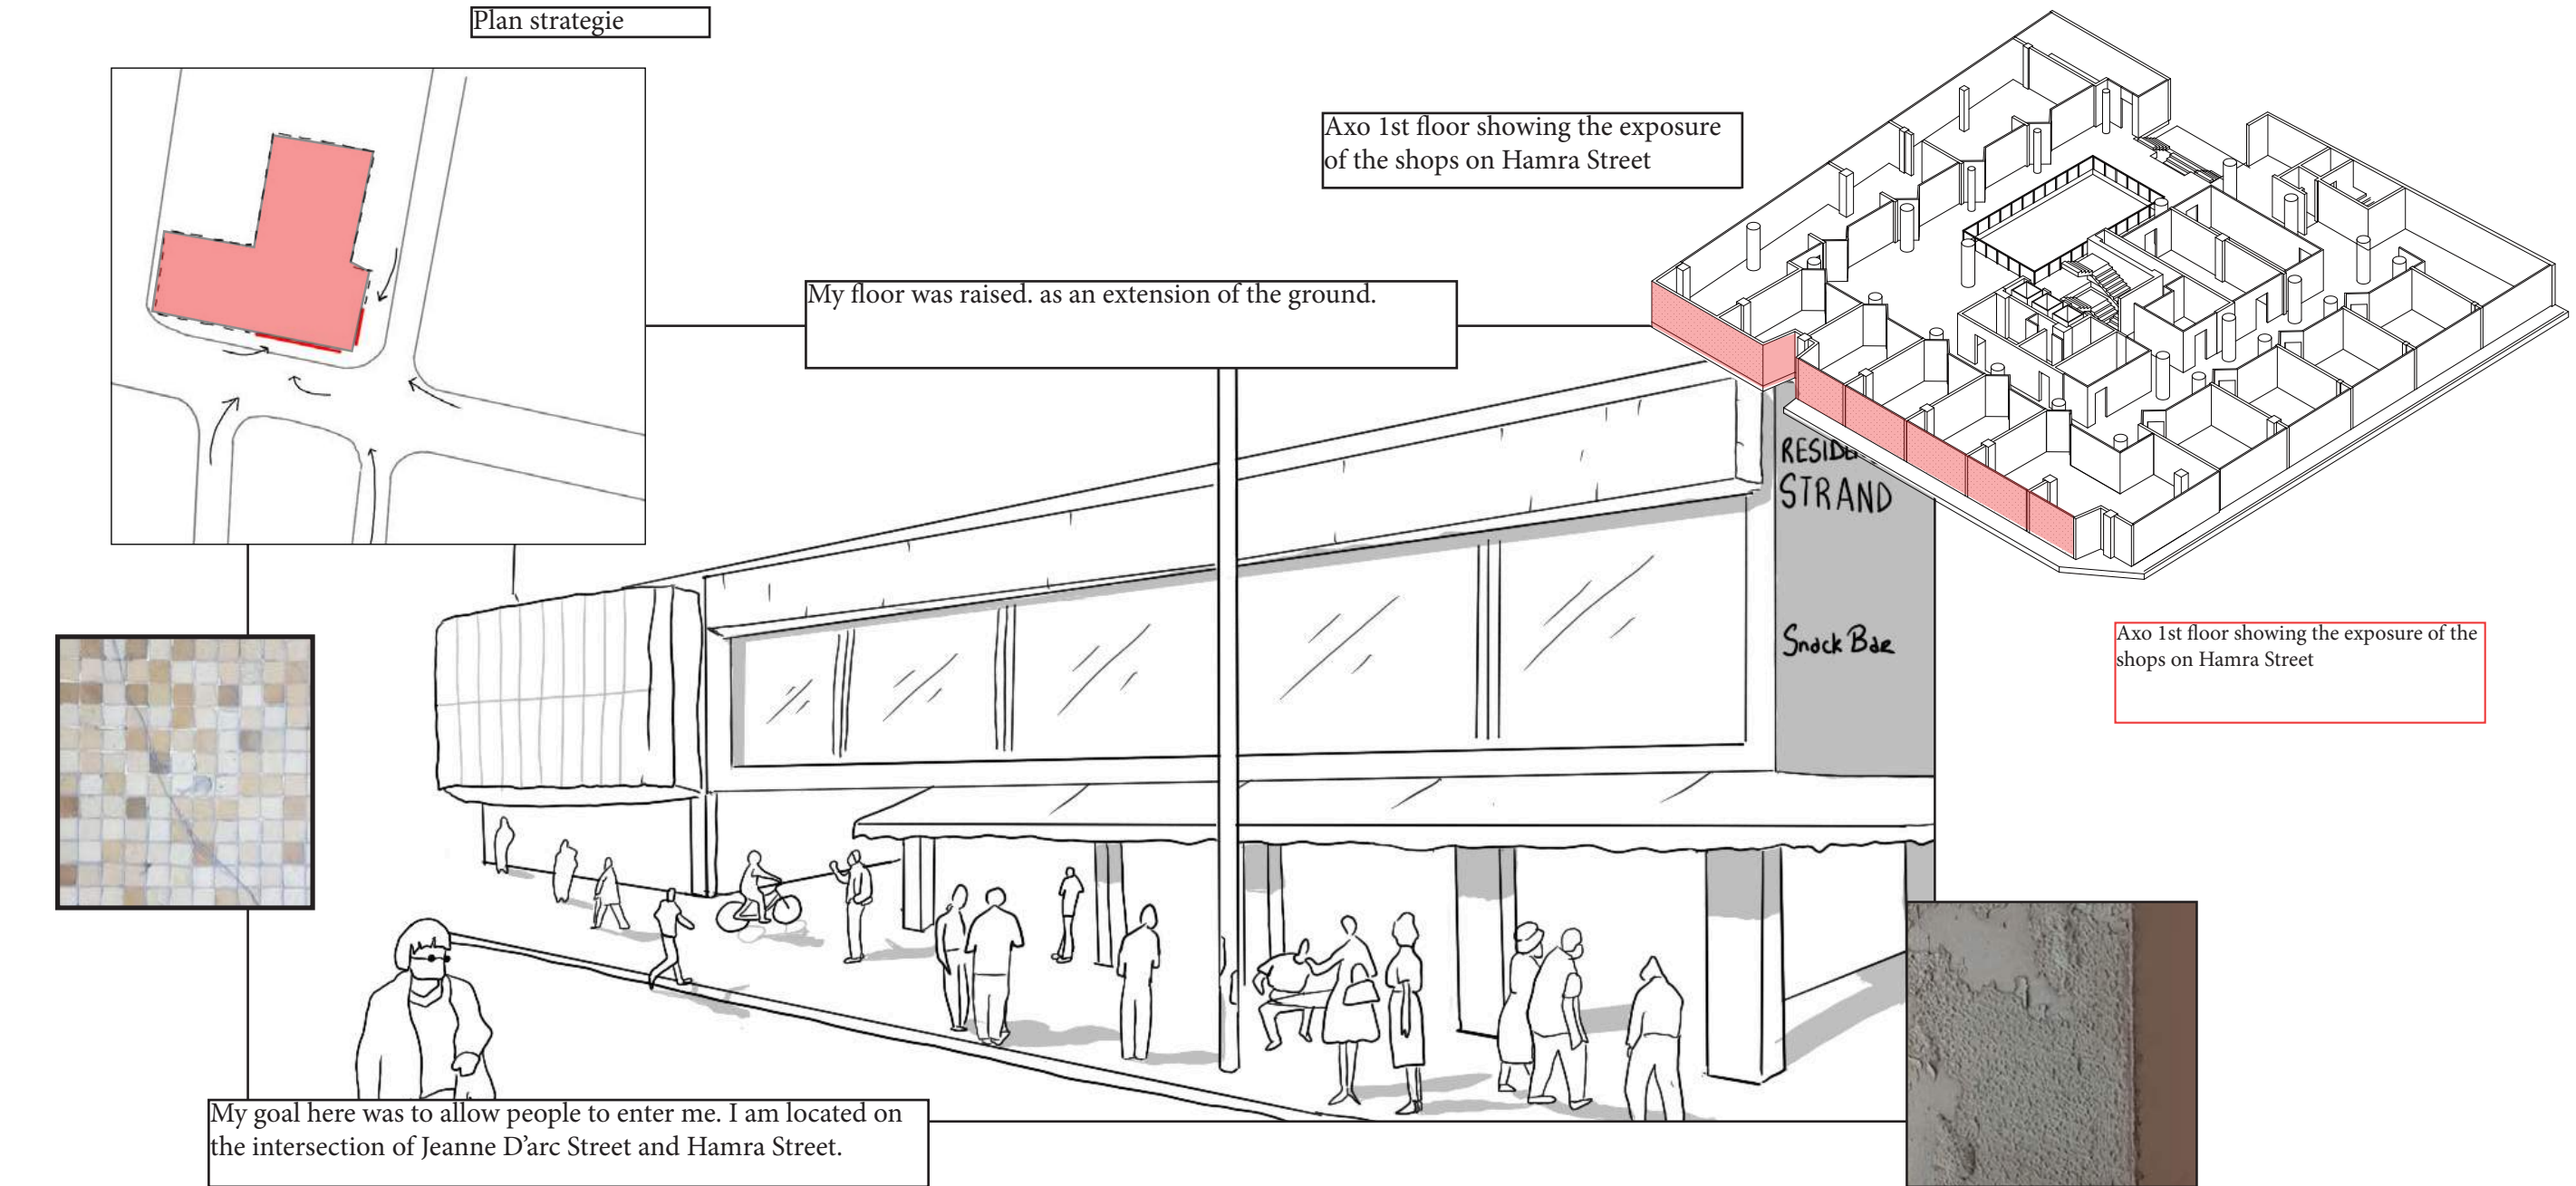 Plan strategie
Axo 1st floor showing the exposure
of the shops on Hamra Street
My floor was raised. as an extension of the ground.
STRAND
Snack Bar
Axo 1st floor showing the exposure of the
shops on Hamra Street
My goal here was to allow people to enter me. I am located on
the intersection of Jeanne D’arc Street and Hamra Street.